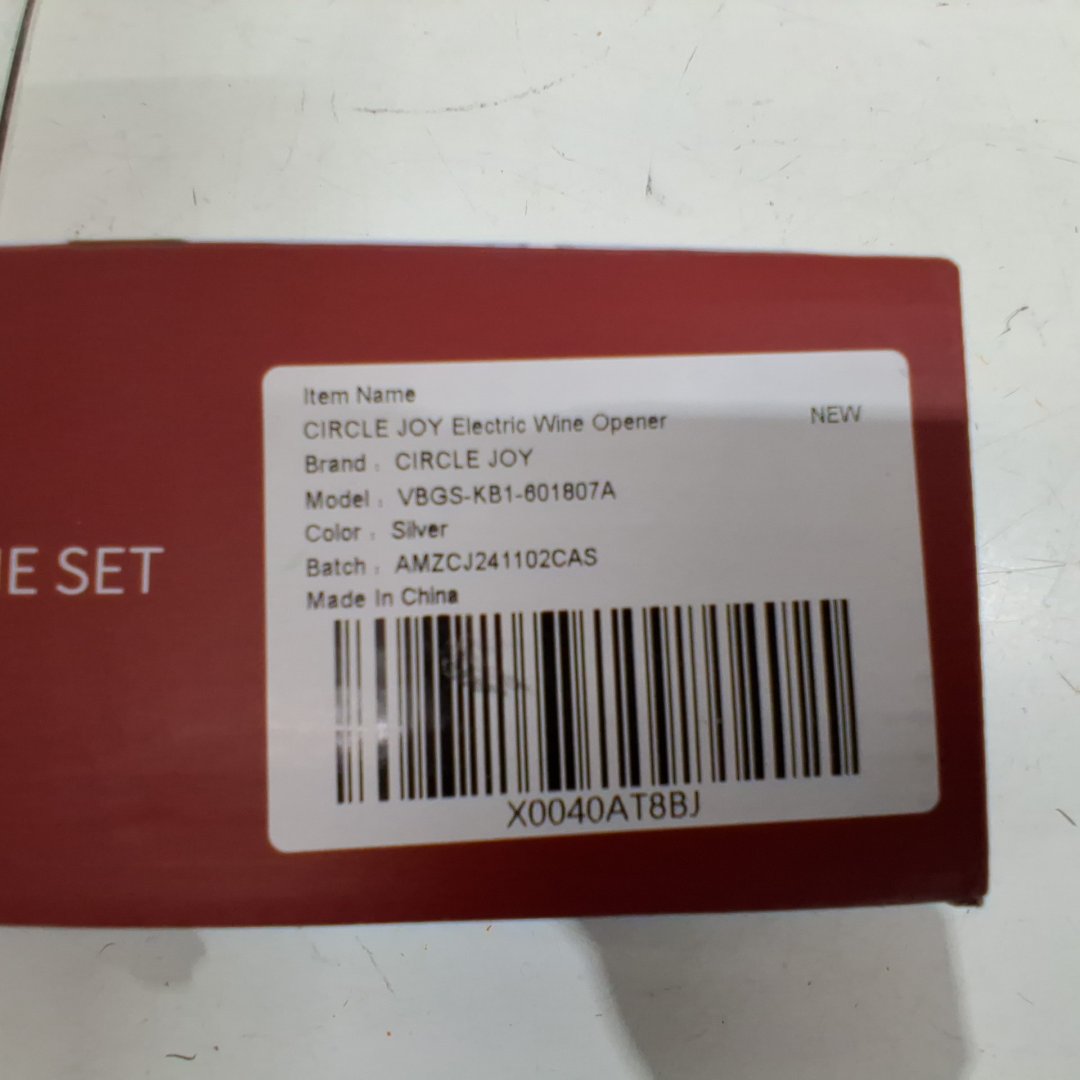 Item Name
CIRCLE JOY Electric Wine Opener
NEW
Brand : CIRCLE JOY
Model : VBGS-KB1-601807A
Color : Silver
Batch : AMZCJ241102CAS
Made In China
X0040AT8BJ
SET